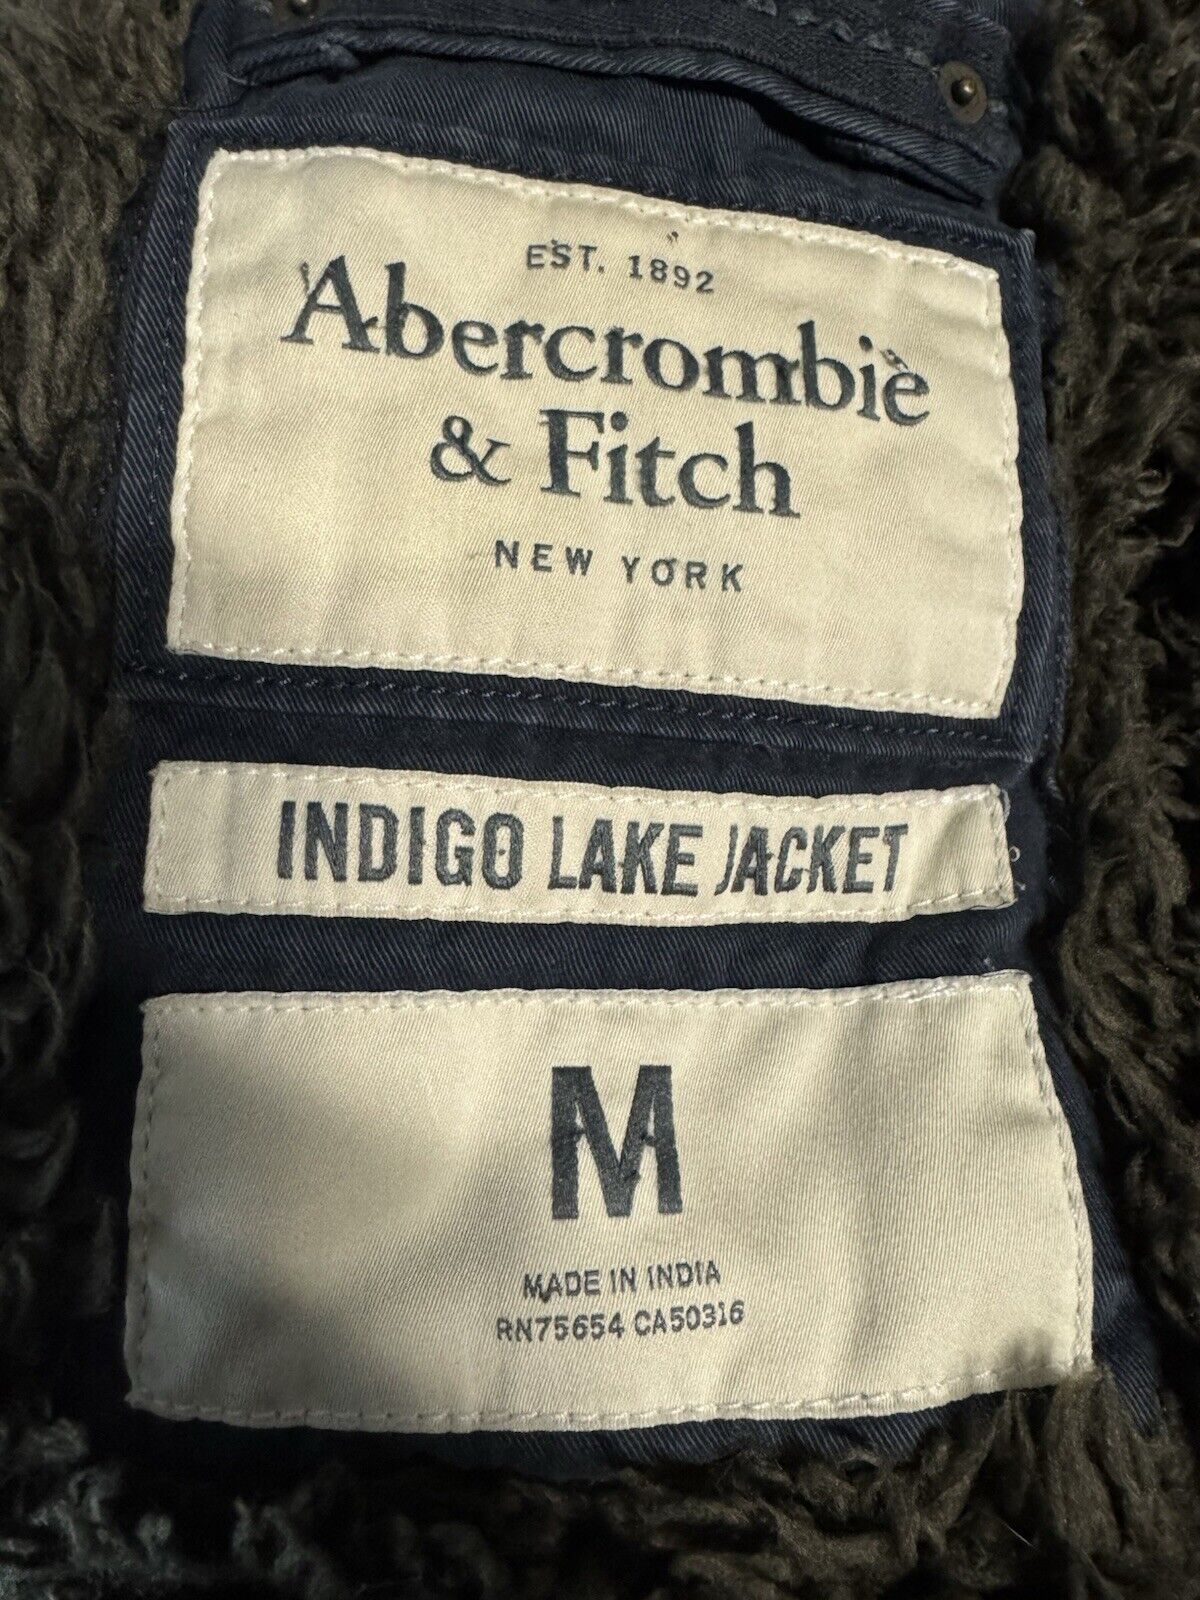 EST. 1892
Abercrombie
& Fitch
NEW YORK
INDIGO LAKE JACKET
M
MADE IN INDIA
RN75654 CA50316